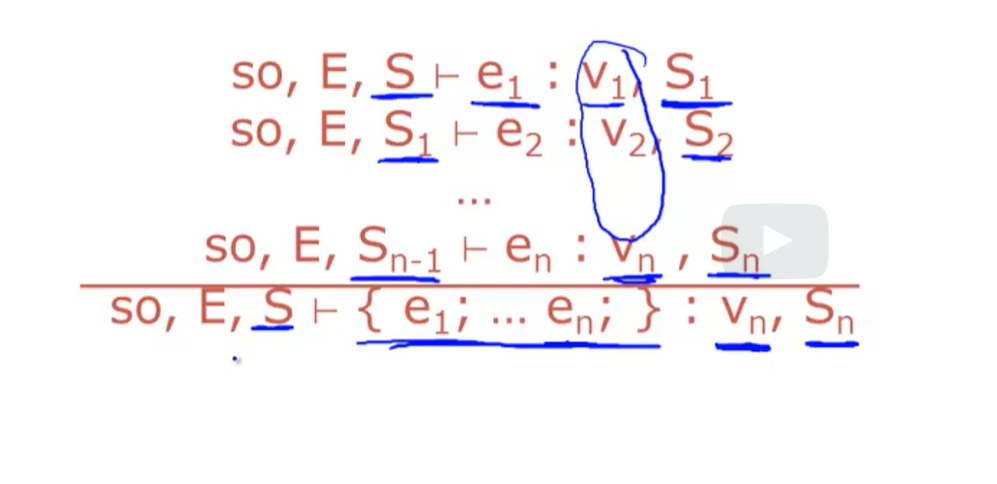 so, E, S ⊢ e₁ : v₁, S₁
so, E, S₁ ⊢ e₂ : v₂, S₂
...
so, E, Sₙ₋₁ ⊢ eₙ : vₙ , Sₙ
so, E, S ⊢ { e₁; ... eₙ; } : vₙ, Sₙ